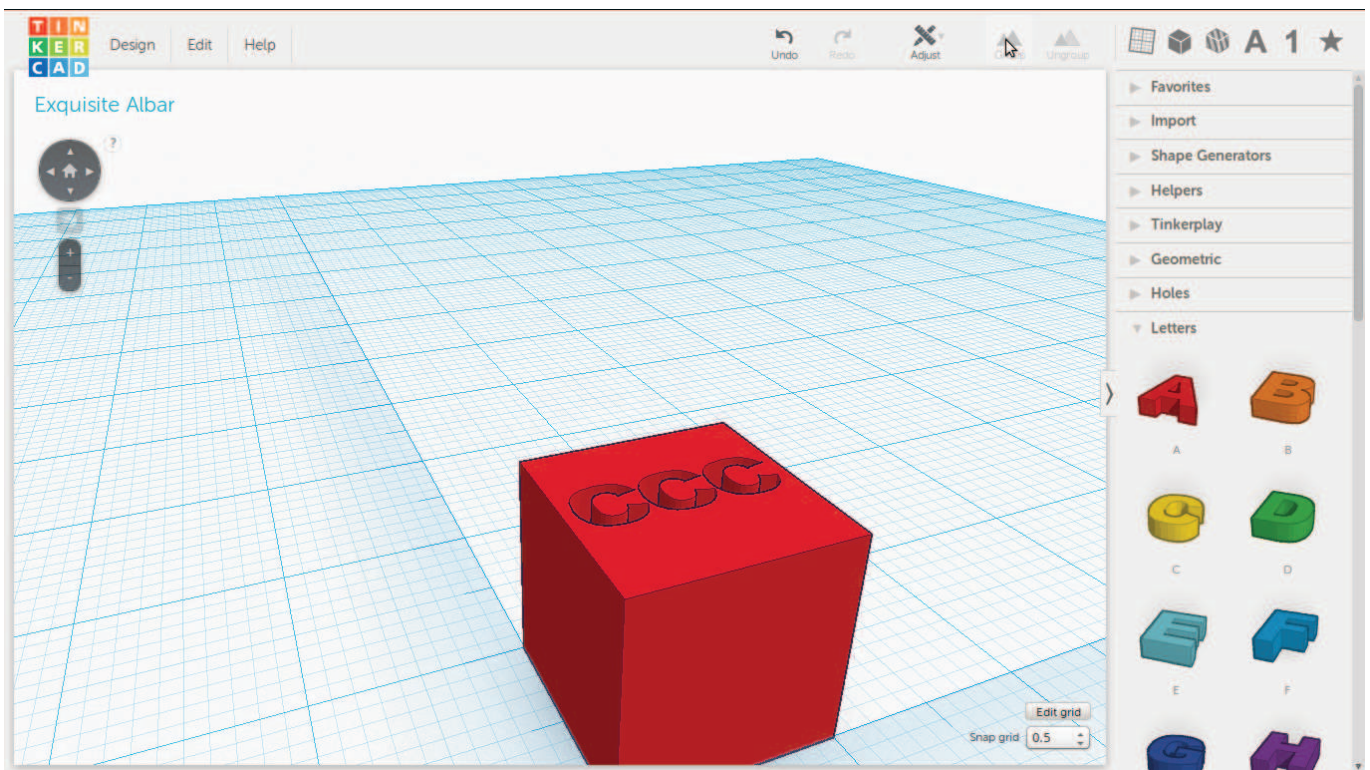 TIN
KER
CAD
Design Edit Help
Undo Redo Adjust Group Ungroup
A 1
Exquisite Albar
?
+
-
CCC
Edit grid
Snap grid 0.5
Favorites
Import
Shape Generators
Helpers
Tinkerplay
Geometric
Holes
Letters
A B
A B
C D
C D
E F
E F
G H